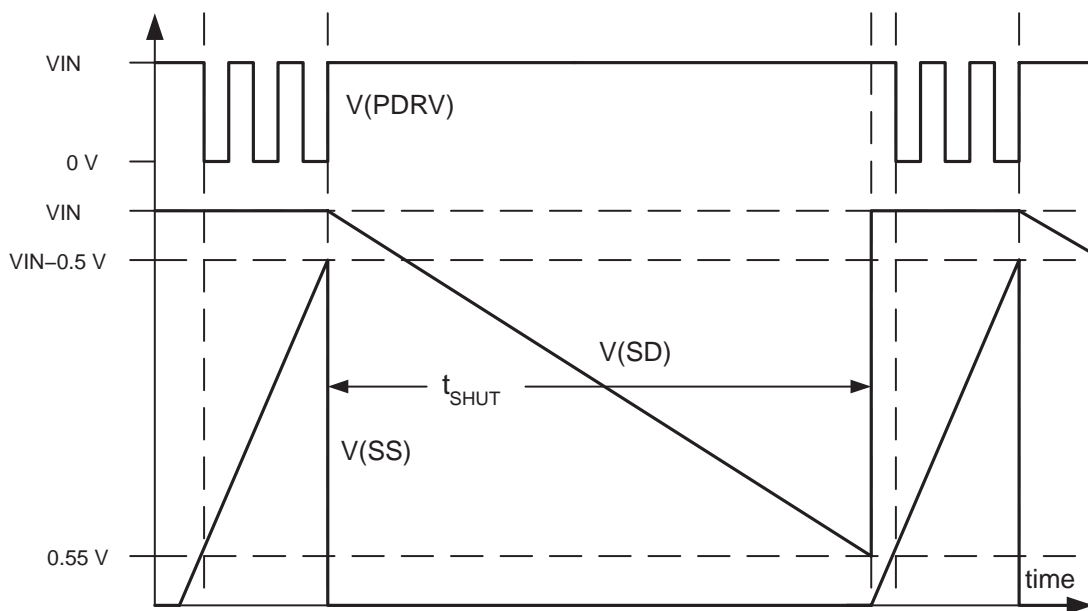 VIN
V(PDRV)
0 V
VIN
VIN–0.5 V
V(SD)
tSHUT
V(SS)
0.55 V
time